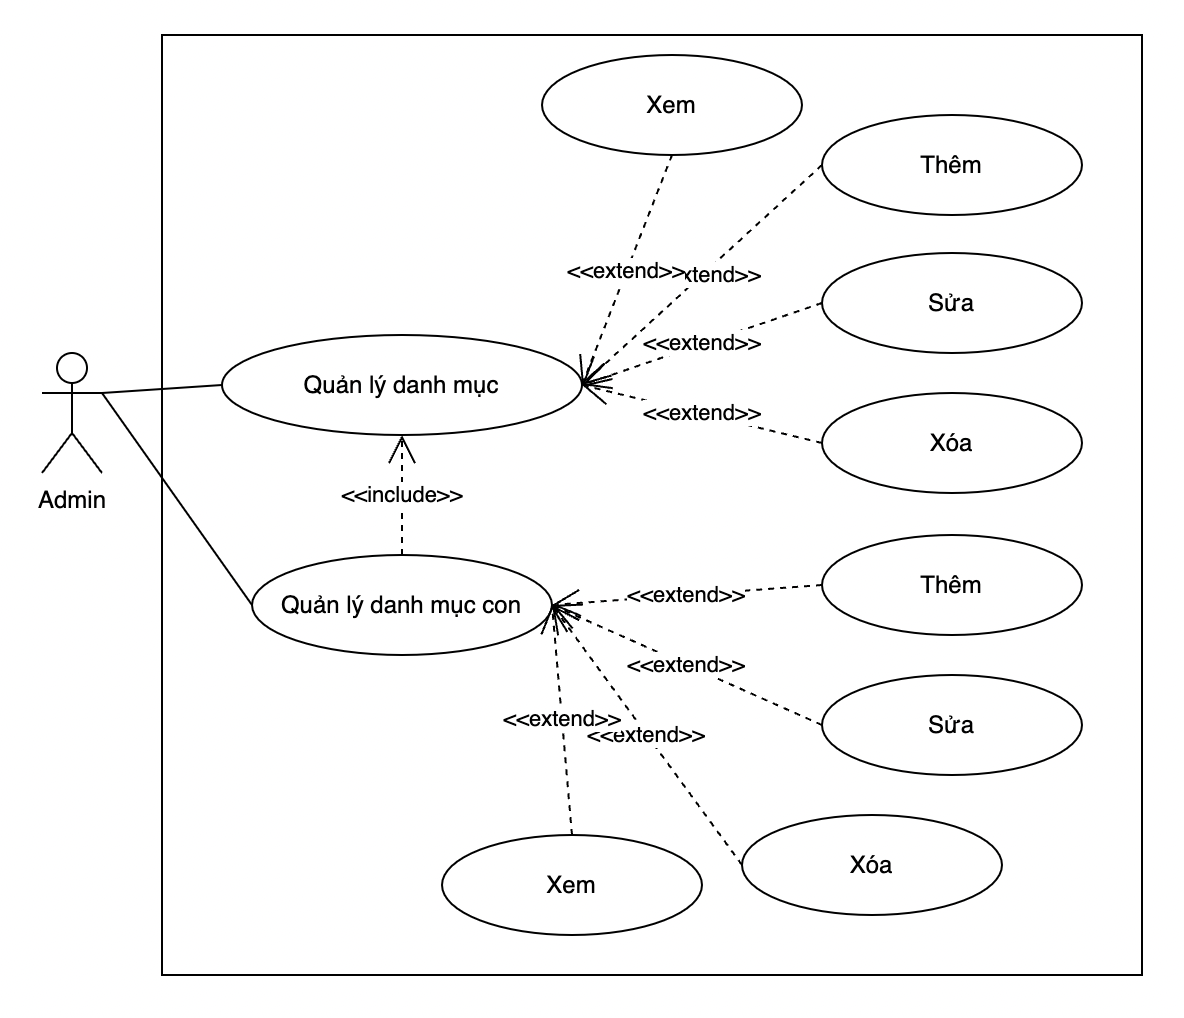 Xem
Thêm
<<extend>>
xtend>>
Sửa
<<extend>>
Quản lý danh mục
<<extend>>
Xóa
Admin
<<include>>
Thêm
<<extend>>
Quản lý danh mục con
<<extend>>
Sửa
<<extend>>
<<extend>>
Xóa
Xem